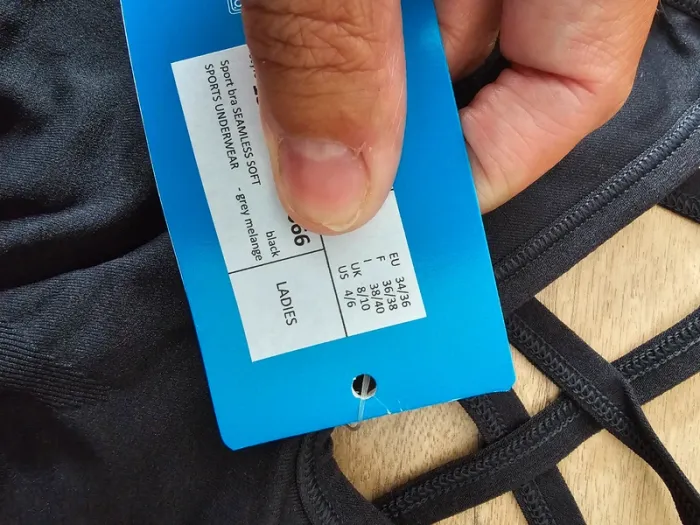 Sport bra SEAMLESS SOFT
SPORTS UNDERWEAR
- grey melange
black
66
LADIES
EU 34/36
F 36/38
I 38/40
UK 8/10
US 4/6